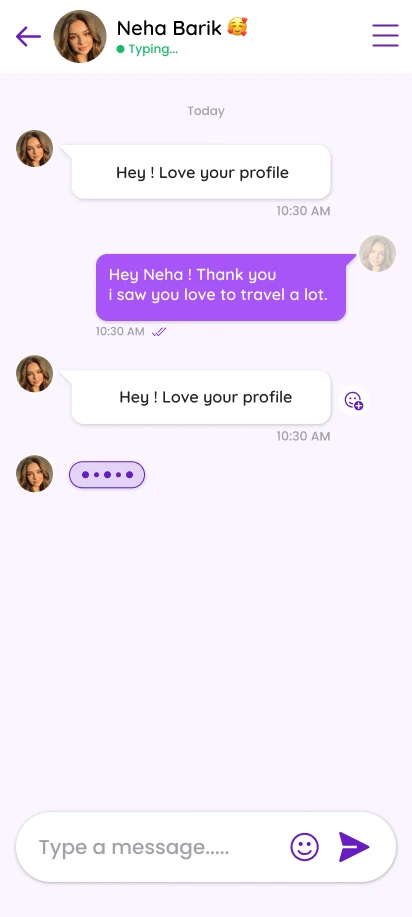 Neha Barik 🥰
Typing...
Today
Hey ! Love your profile
10:30 AM
Hey Neha ! Thank you
i saw you love to travel a lot.
10:30 AM
Hey ! Love your profile
10:30 AM
Type a message.....